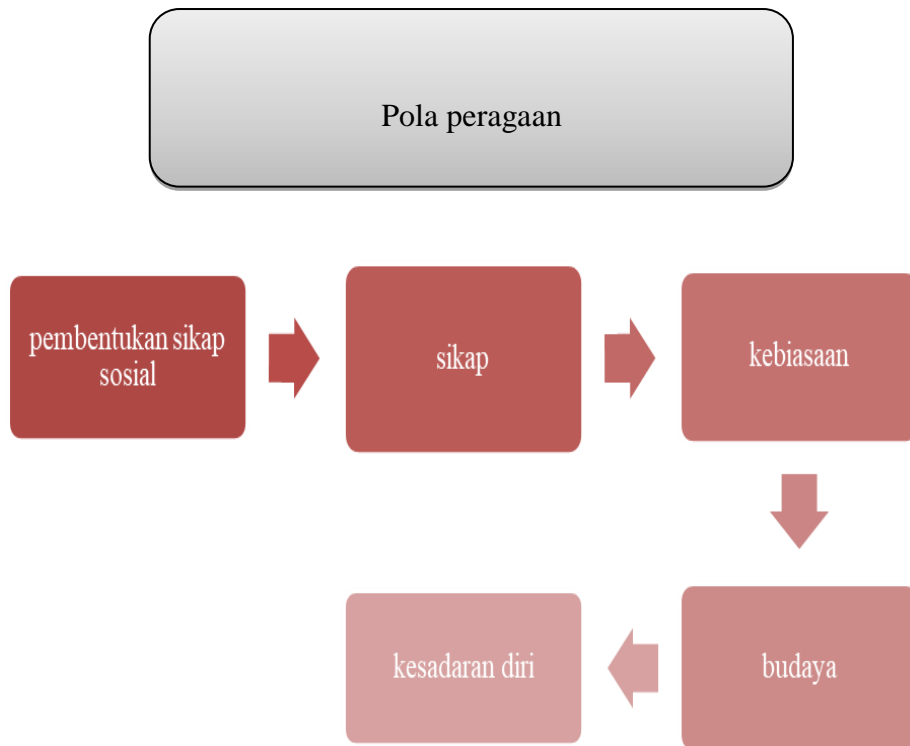 Pola peragaan
pembentukan sikap
sosial
sikap
kebiasaan
budaya
kesadaran diri